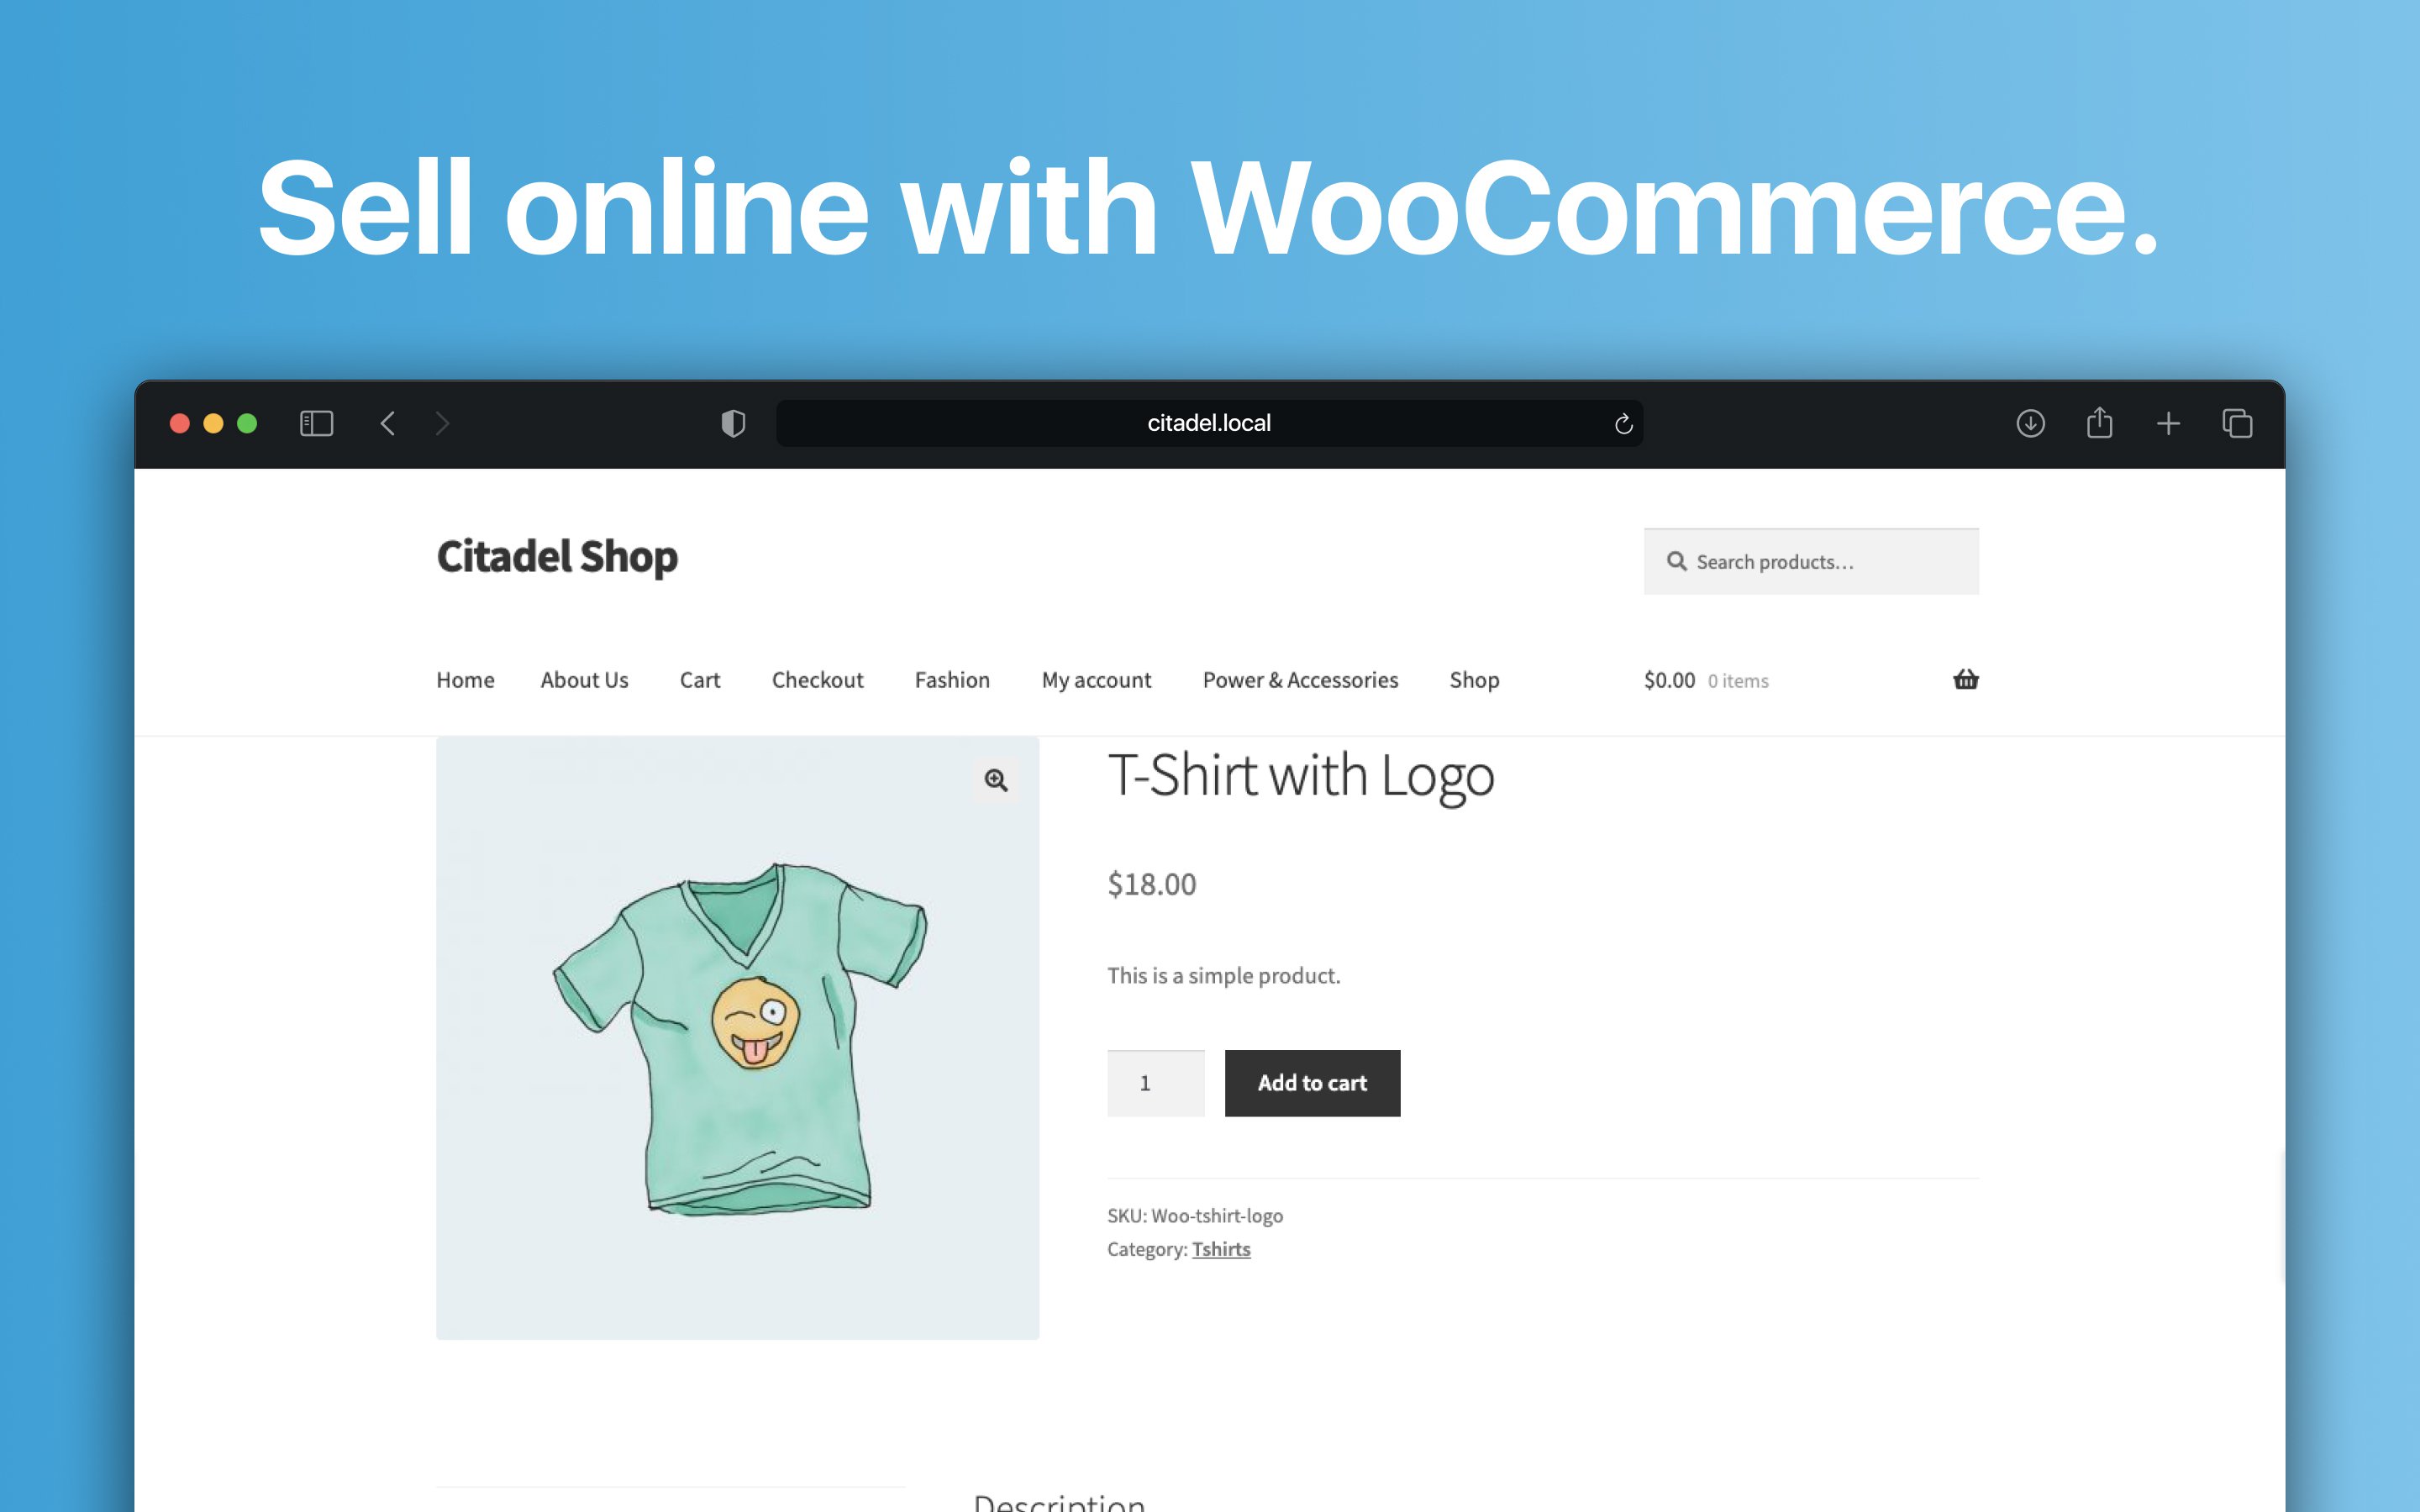 Sell online with WooCommerce.
citadel.local
Citadel Shop
Search products...
Home About Us Cart Checkout Fashion My account Power & Accessories Shop $0.00 0 items
T-Shirt with Logo
$18.00
This is a simple product.
1 Add to cart
SKU: Woo-tshirt-logo
Category: Tshirts
Description